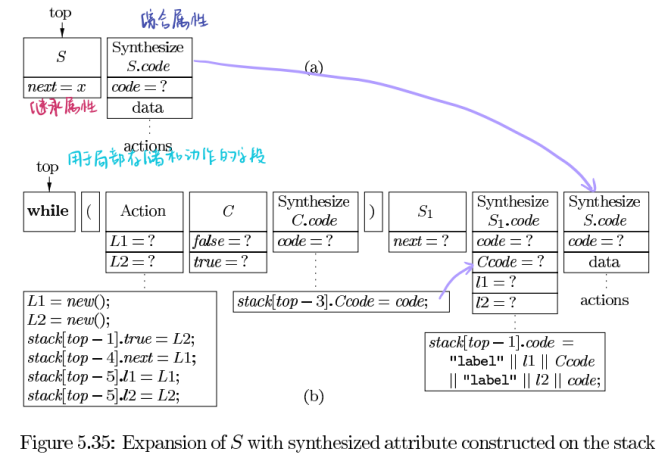 top
综合属性
S
Synthesize
S.code
(a)
next = x
code = ?
继承属性
data
actions
用于局部存储和动作的字段
top
while
(
Action
C
Synthesize
C.code
)
S₁
Synthesize
S₁.code
Synthesize
S.code
L1 = ?
false = ?
code = ?
next = ?
code = ?
code = ?
L2 = ?
true = ?
Ccode = ?
data
l1 = ?
l2 = ?
actions
L1 = new();
L2 = new();
stack[top − 1].true = L2;
stack[top − 4].next = L1;
stack[top − 5].l1 = L1;
stack[top − 5].l2 = L2;
stack[top − 3].Ccode = code;
stack[top − 1].code =
"label" || l1 || Ccode
|| "label" || l2 || code;
(b)
Figure 5.35: Expansion of S with synthesized attribute constructed on the stack